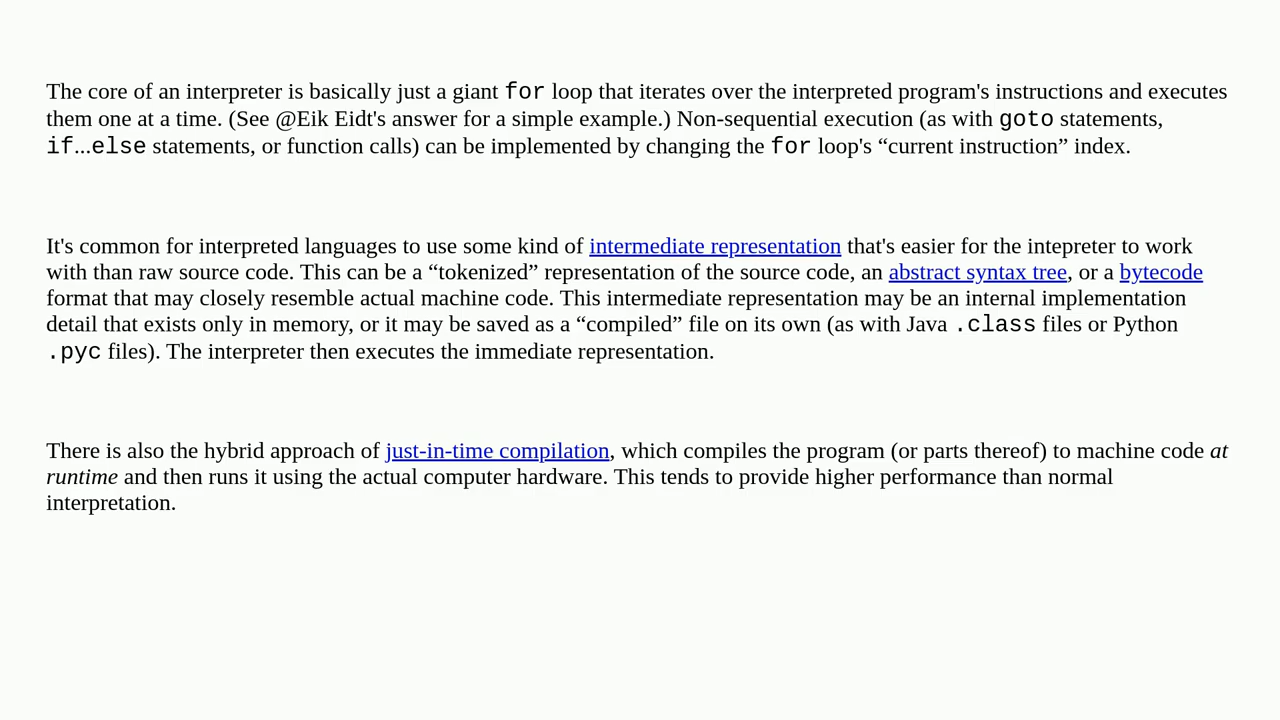 The core of an interpreter is basically just a giant for loop that iterates over the interpreted program's instructions and executes
them one at a time. (See @Eik Eidt's answer for a simple example.) Non-sequential execution (as with goto statements,
if...else statements, or function calls) can be implemented by changing the for loop's “current instruction” index.
It's common for interpreted languages to use some kind of intermediate representation that's easier for the intepreter to work
with than raw source code. This can be a “tokenized” representation of the source code, an abstract syntax tree, or a bytecode
format that may closely resemble actual machine code. This intermediate representation may be an internal implementation
detail that exists only in memory, or it may be saved as a “compiled” file on its own (as with Java .class files or Python
.pyc files). The interpreter then executes the immediate representation.
There is also the hybrid approach of just-in-time compilation, which compiles the program (or parts thereof) to machine code at
runtime and then runs it using the actual computer hardware. This tends to provide higher performance than normal
interpretation.